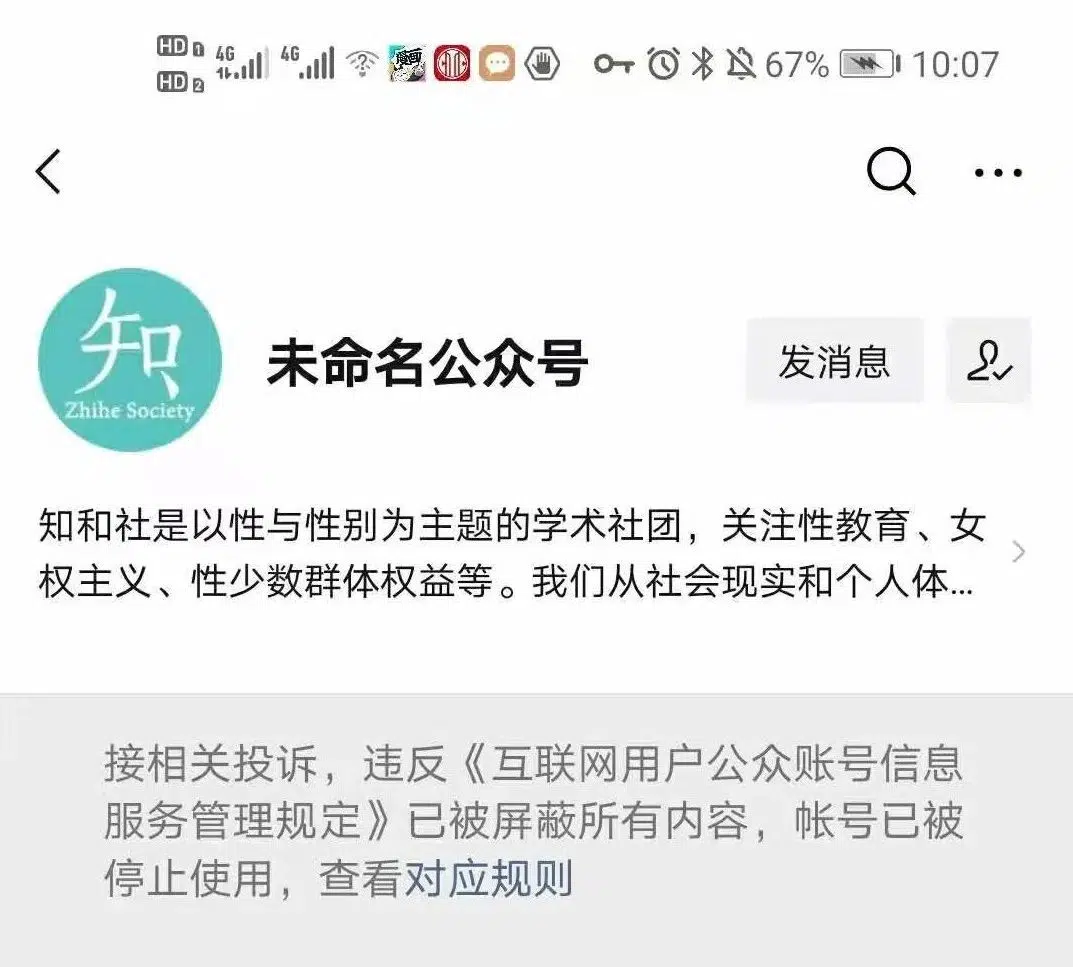 HD 1 4G 4G 67% 10:07
HD 2
漫画
知
Zhihe Society
未命名公众号
发消息
知和社是以性与性别为主题的学术社团，关注性教育、女
权主义、性少数群体权益等。我们从社会现实和个人体...
接相关投诉，违反《互联网用户公众账号信息
服务管理规定》已被屏蔽所有内容，帐号已被
停止使用，查看对应规则